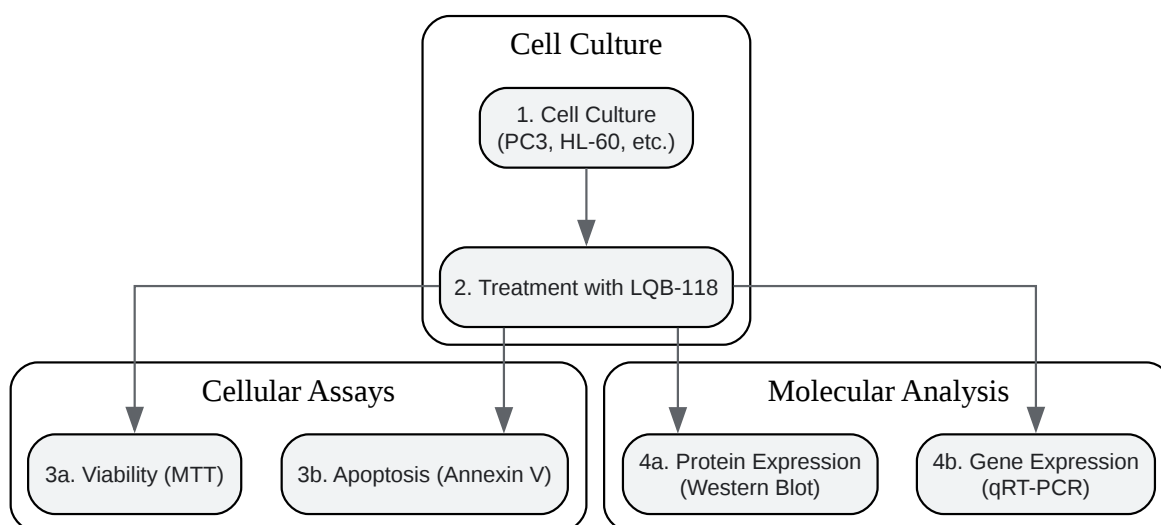 Cell Culture
1. Cell Culture
(PC3, HL-60, etc.)
2. Treatment with LQB-118
Cellular Assays
3a. Viability (MTT)
3b. Apoptosis (Annexin V)
Molecular Analysis
4a. Protein Expression
(Western Blot)
4b. Gene Expression
(qRT-PCR)